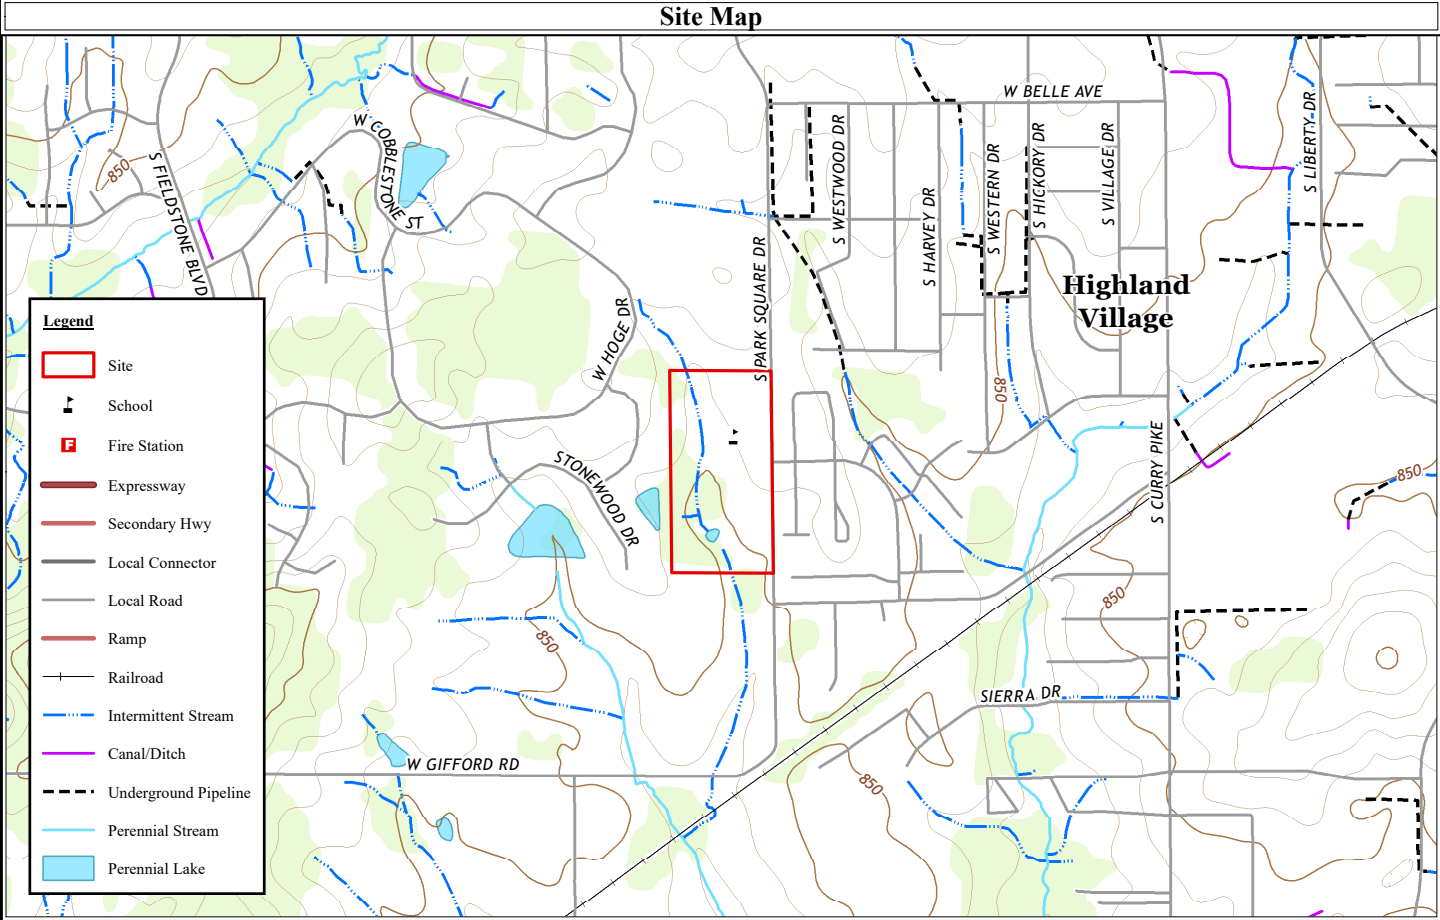 Site Map
W BELLE AVE
W COBBLESTONE ST
S FIELDSTONE BLVD
850
S WESTWOOD DR
S HARVEY DR
S WESTERN DR
S HICKORY DR
S VILLAGE DR
S LIBERTY DR
S PARK SQUARE DR
Highland
Village
W HOGE DR
850
STONEWOOD DR
S CURRY PIKE
850
850
850
SIERRA DR
W GIFFORD RD
850
Legend
Site
School
F
Fire Station
Expressway
Secondary Hwy
Local Connector
Local Road
Ramp
Railroad
Intermittent Stream
Canal/Ditch
Underground Pipeline
Perennial Stream
Perennial Lake